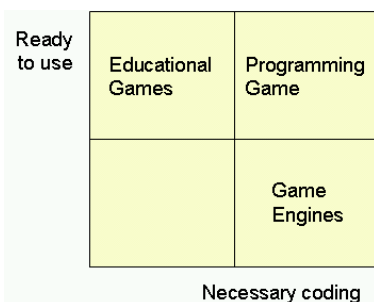 Ready
to use
Educational
Games
Programming
Game
Game
Engines
Necessary coding